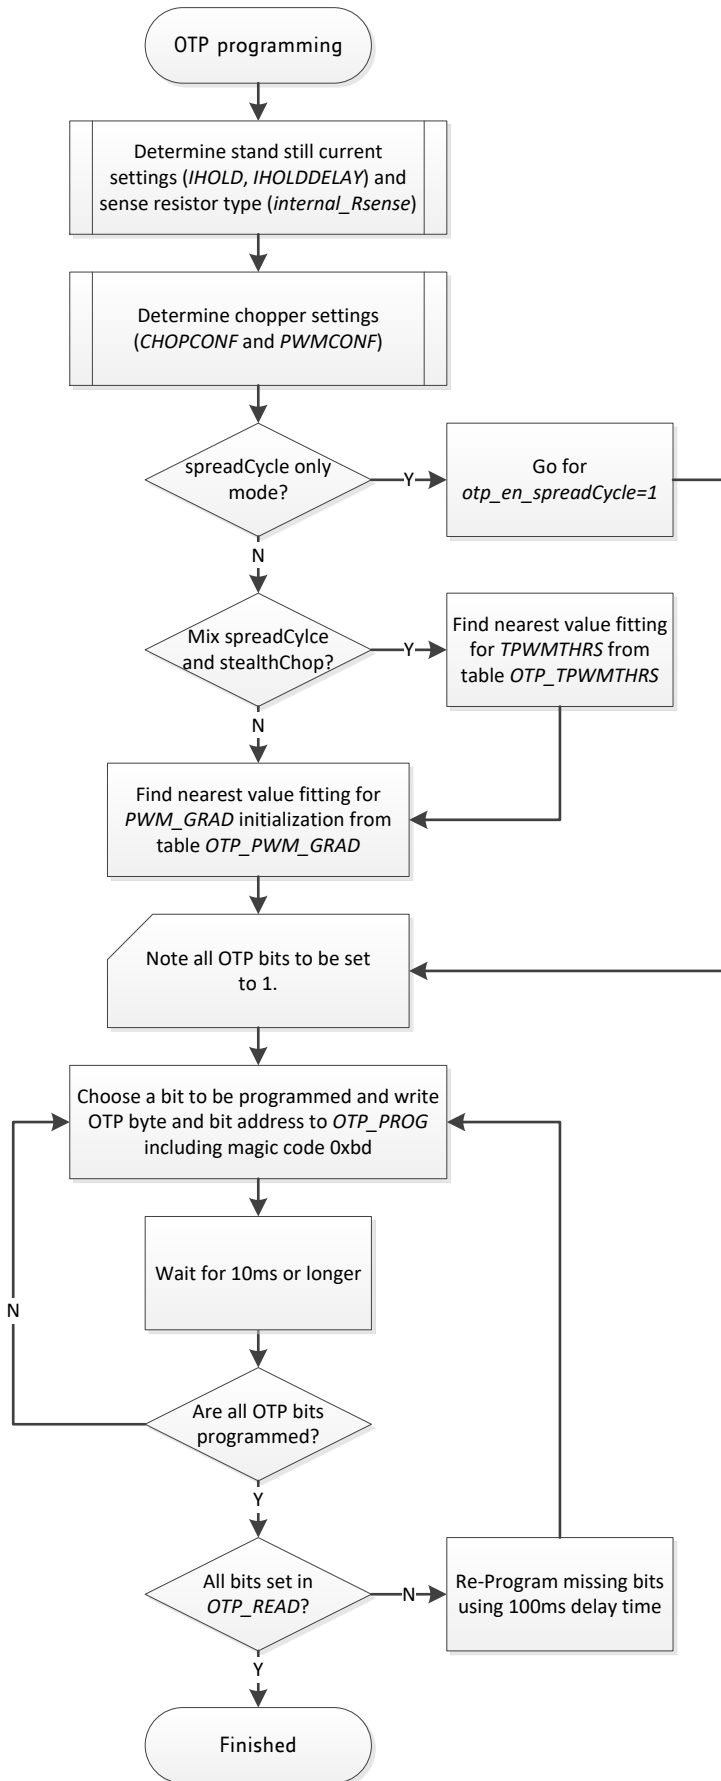 OTP programming
Determine stand still current
settings (IHOLD, IHOLDDELAY) and
sense resistor type (internal_Rsense)
Determine chopper settings
(CHOPCONF and PWMCONF)
spreadCycle only
mode?
Y
Go for
otp_en_spreadCycle=1
N
Mix spreadCylce
and stealthChop?
Y
Find nearest value fitting
for TPWMTHRS from
table OTP_TPWMTHRS
N
Find nearest value fitting for
PWM_GRAD initialization from
table OTP_PWM_GRAD
Note all OTP bits to be set
to 1.
Choose a bit to be programmed and write
OTP byte and bit address to OTP_PROG
including magic code 0xbd
Wait for 10ms or longer
N
Are all OTP bits
programmed?
Y
All bits set in
OTP_READ?
N
Re-Program missing bits
using 100ms delay time
Y
Finished